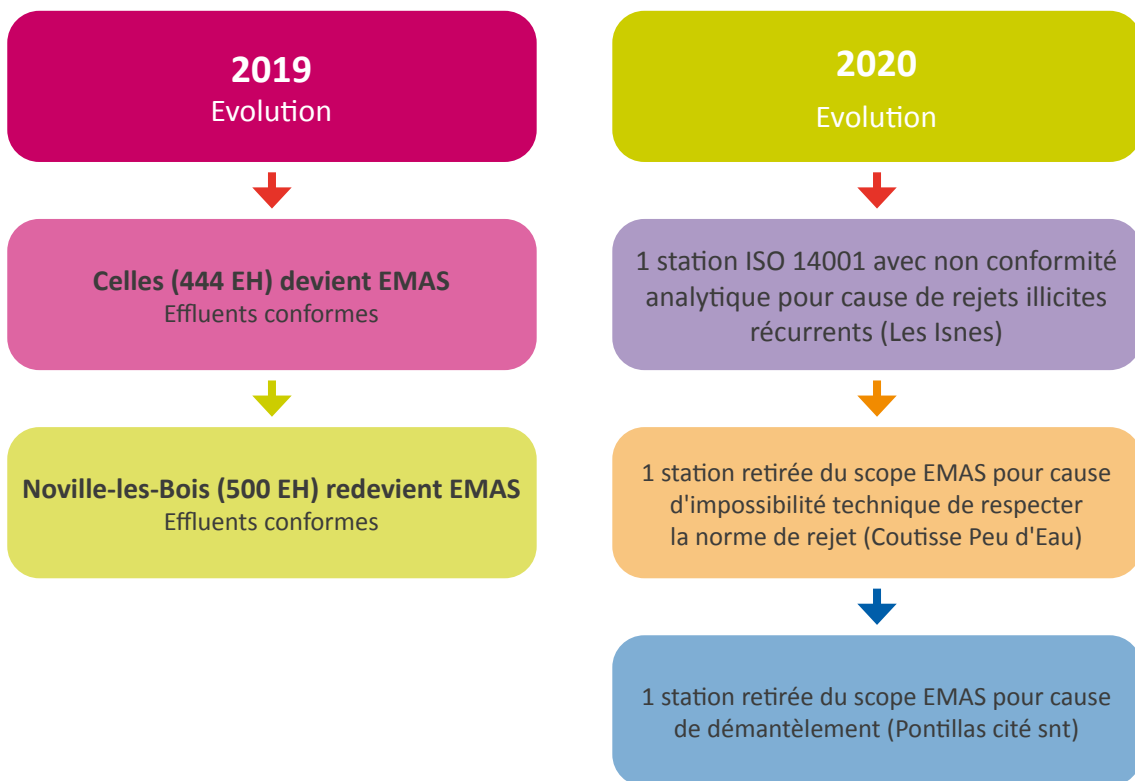 2019
Evolution
Celles (444 EH) devient EMAS
Effluents conformes
Noville-les-Bois (500 EH) redevient EMAS
Effluents conformes
2020
Evolution
1 station ISO 14001 avec non conformité
analytique pour cause de rejets illicites
récurrents (Les Isnes)
1 station retirée du scope EMAS pour cause
d'impossibilité technique de respecter
la norme de rejet (Coutisse Peu d'Eau)
1 station retirée du scope EMAS pour cause
de démantèlement (Pontillas cité snt)